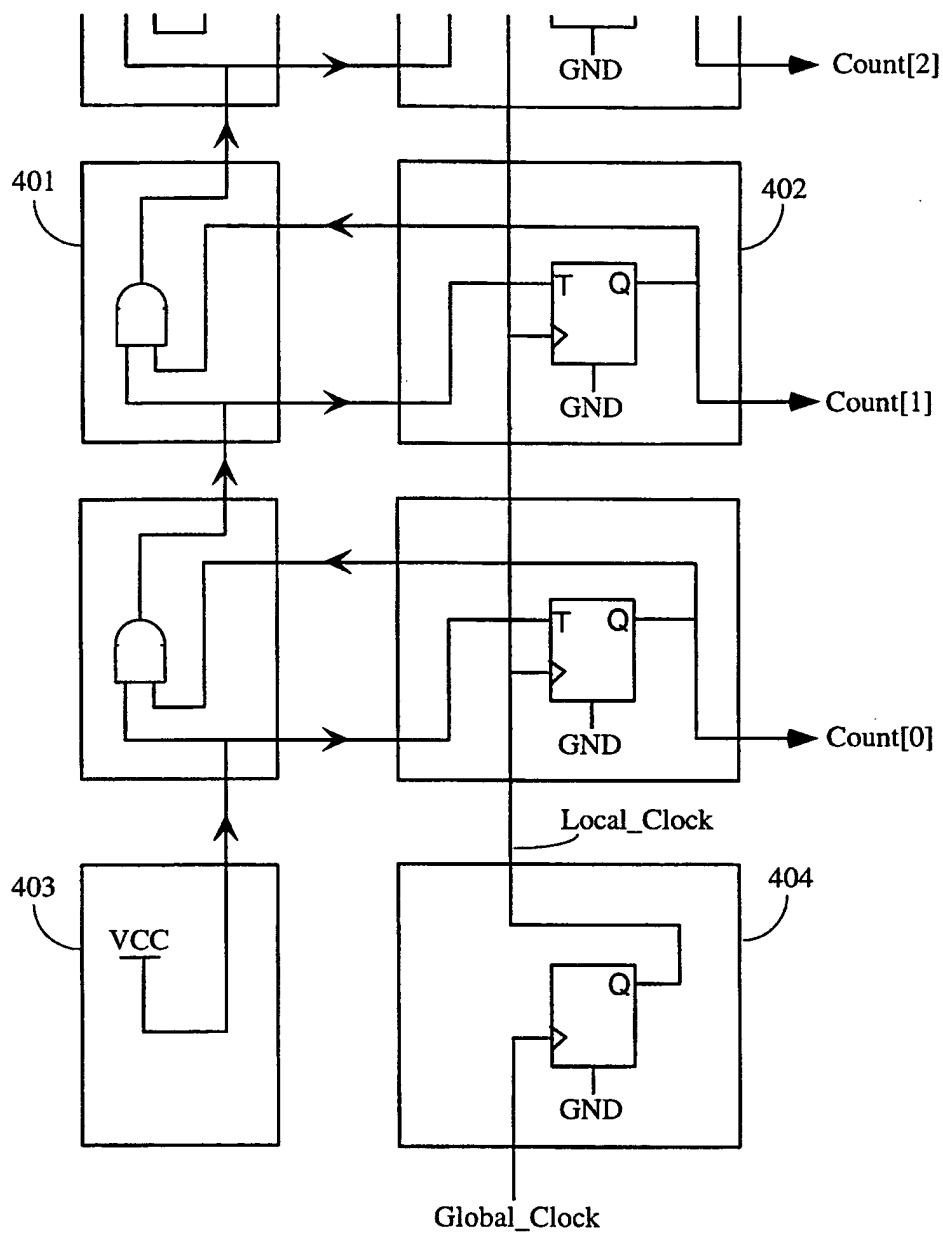 GND
Count[2]
401
402
T Q
GND
Count[1]
T Q
GND
Count[0]
Local_Clock
403
404
VCC
Q
GND
Global_Clock